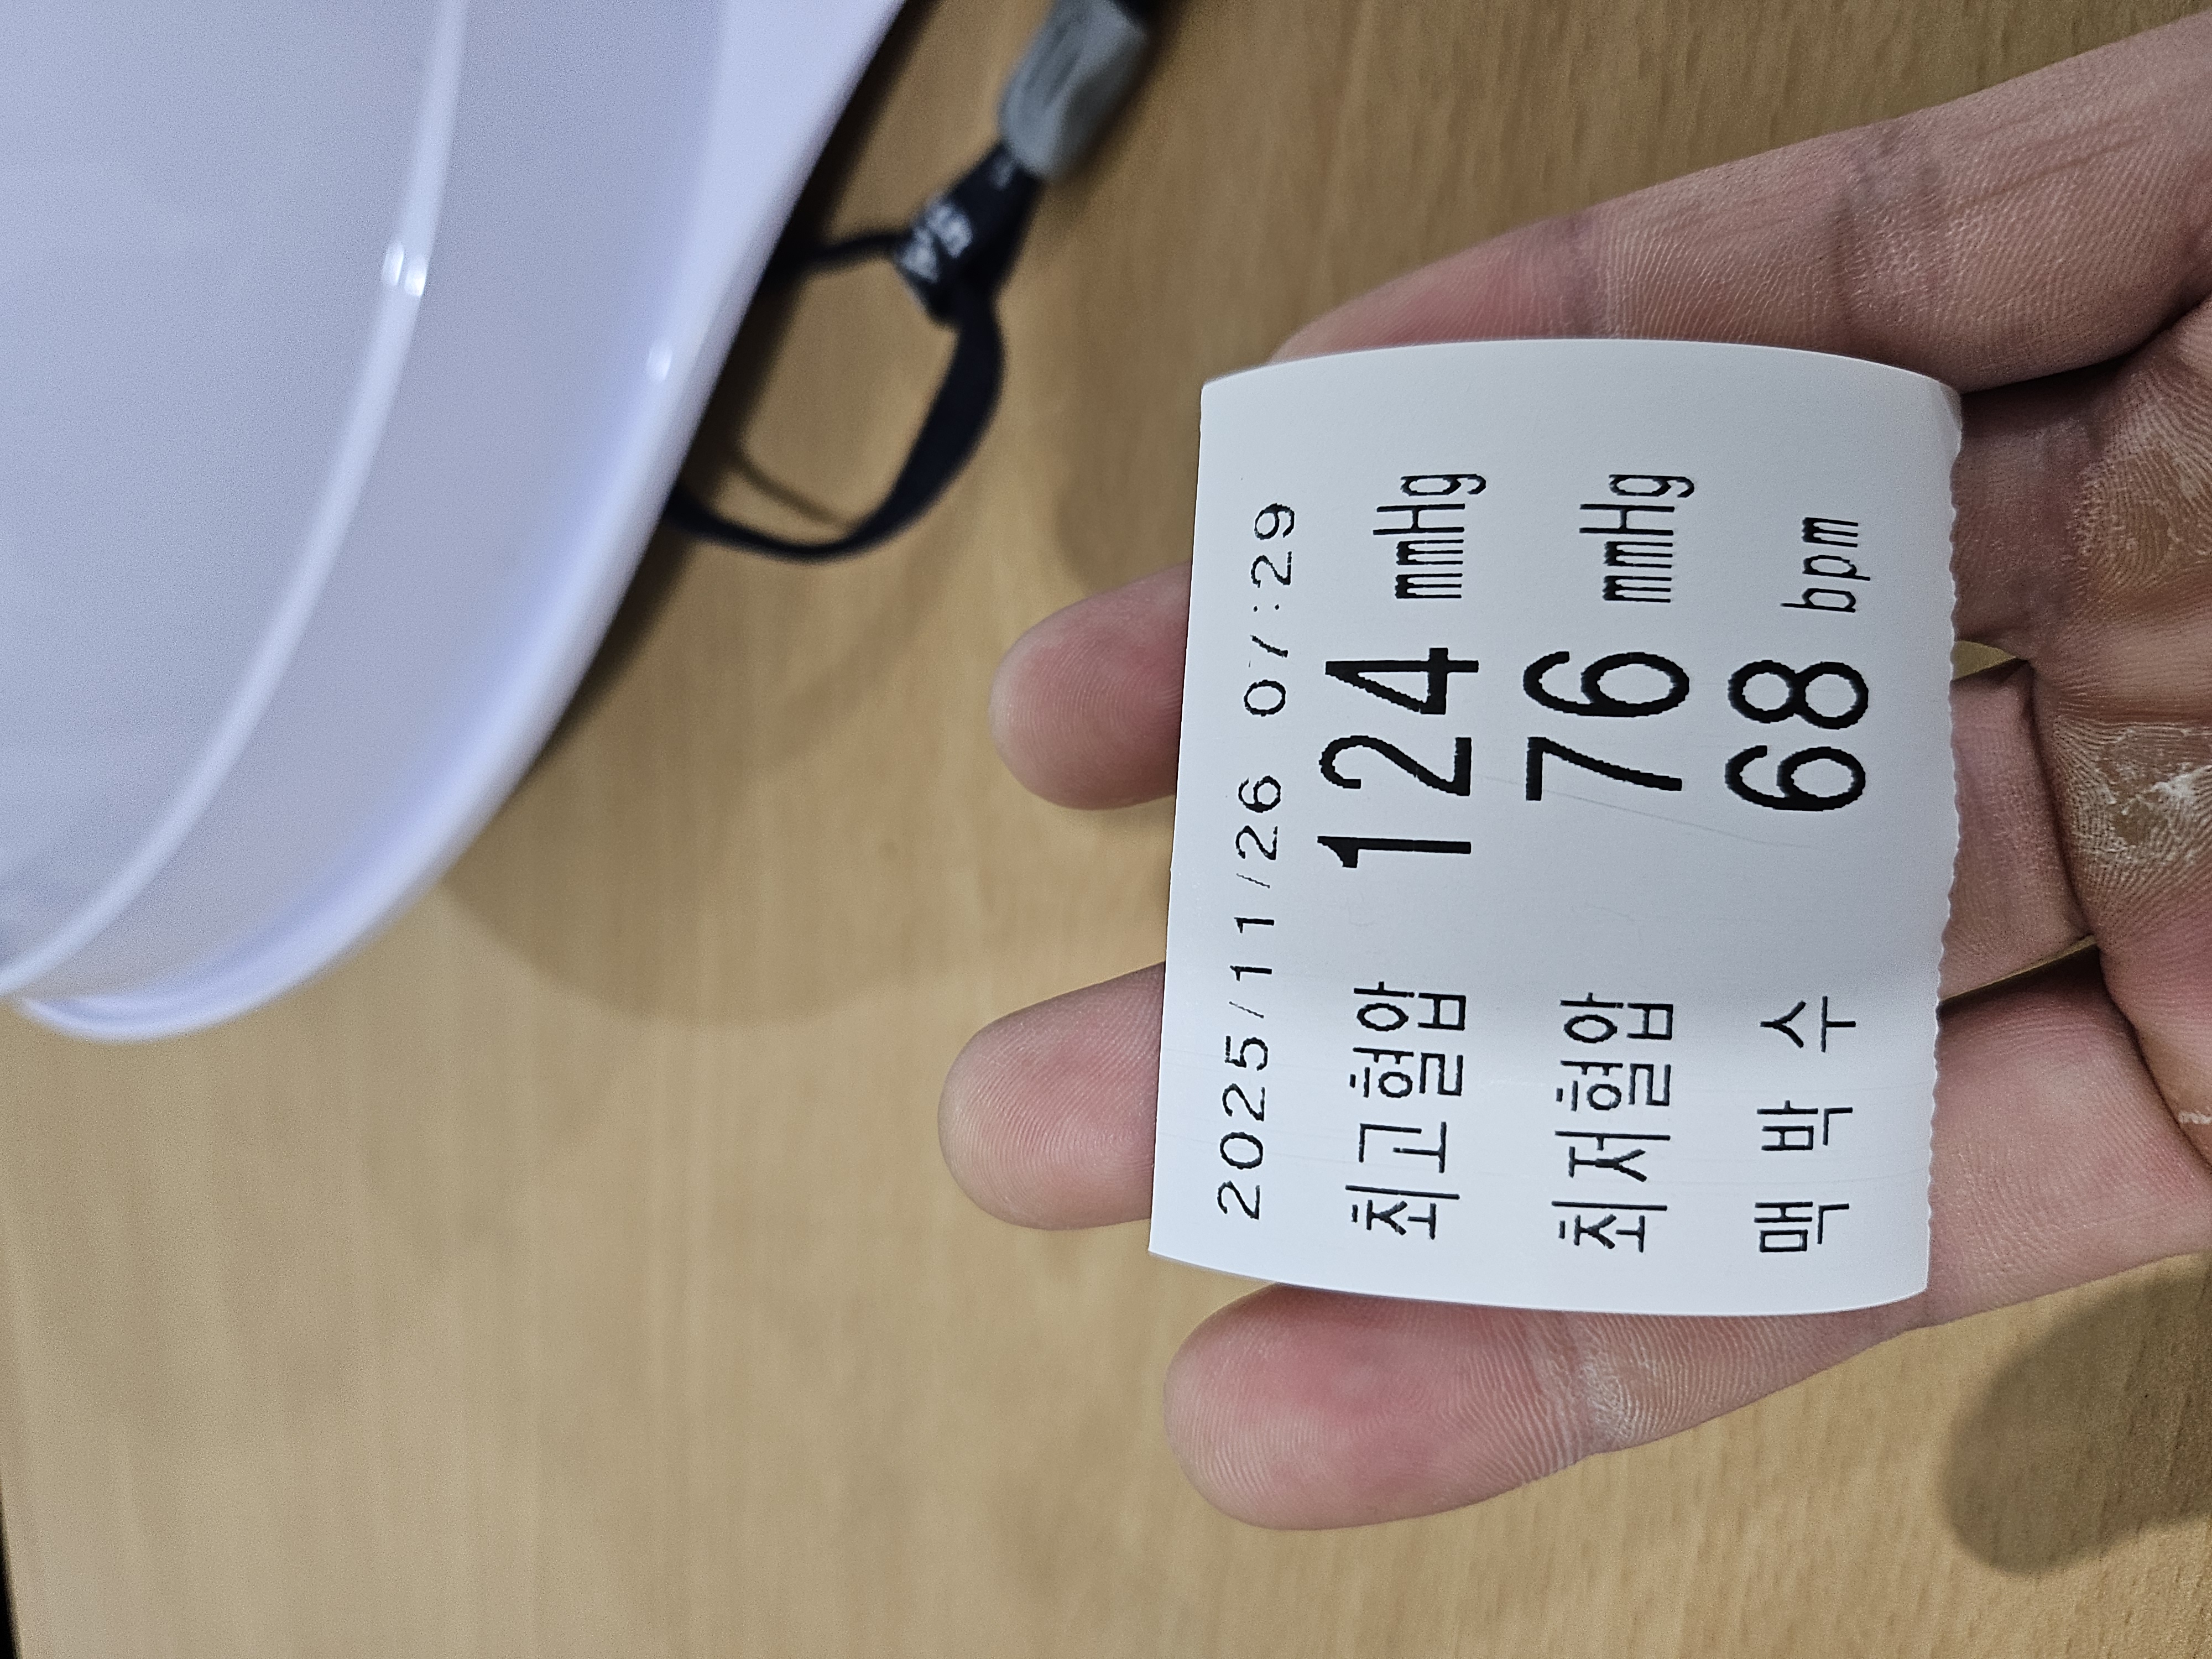 2025/11/26 07:29
최고혈압 124 mmHg
최저혈압 76 mmHg
맥 박 수 68 bpm